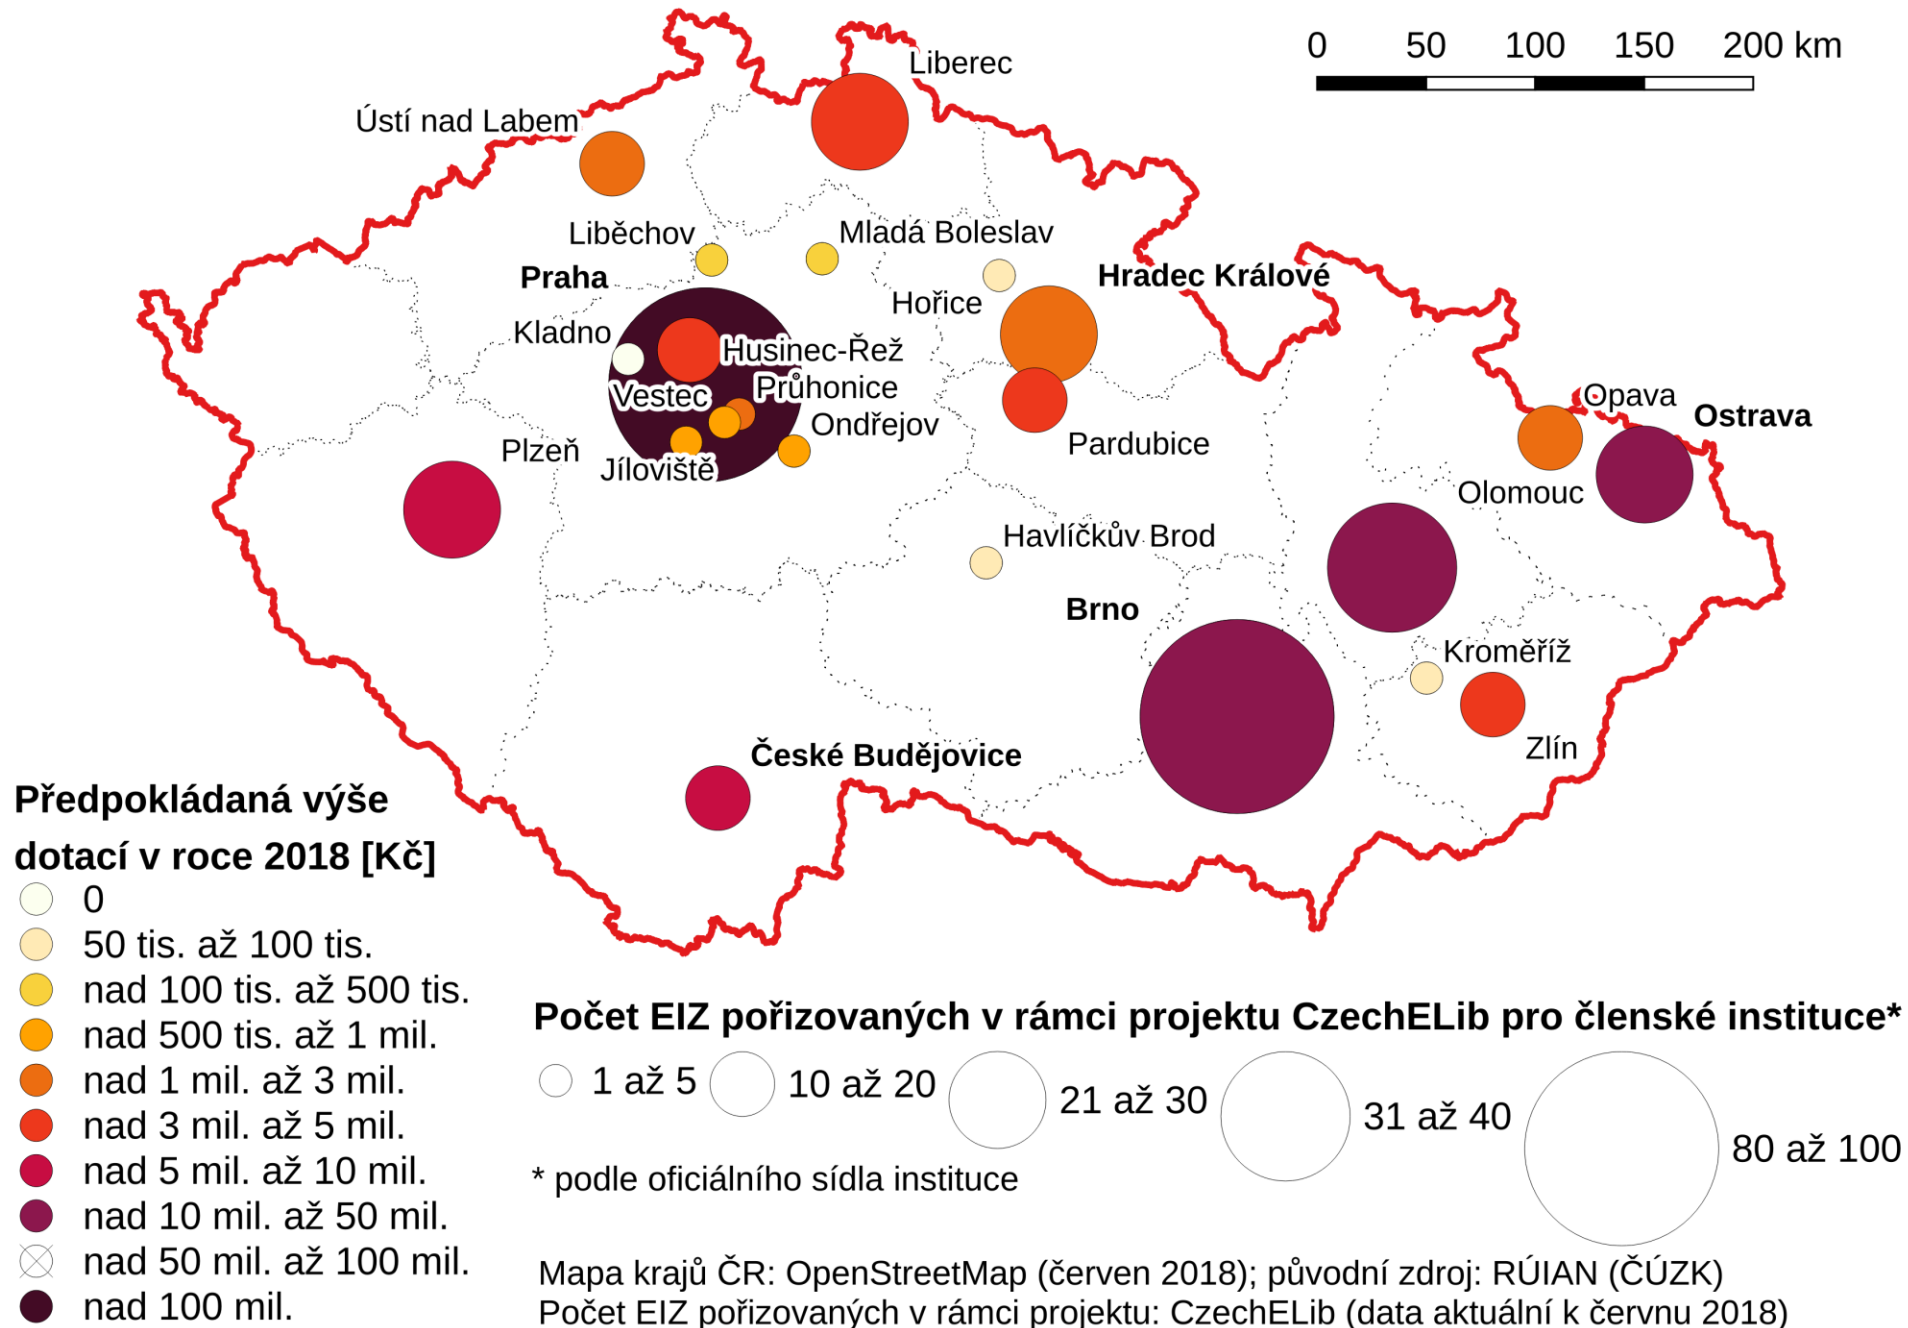 0 50 100 150 200 km
Liberec
Ústí nad Labem
Liběchov
Mladá Boleslav
Praha
Hradec Králové
Hořice
Kladno
Husinec-Řež
Průhonice
Vestec
Ondřejov
Opava
Ostrava
Plzeň
Jíloviště
Pardubice
Olomouc
Havlíčkův Brod
Brno
Kroměříž
Zlín
České Budějovice
Předpokládaná výše
dotací v roce 2018 [Kč]
0
50 tis. až 100 tis.
nad 100 tis. až 500 tis.
nad 500 tis. až 1 mil.
nad 1 mil. až 3 mil.
nad 3 mil. až 5 mil.
nad 5 mil. až 10 mil.
nad 10 mil. až 50 mil.
nad 50 mil. až 100 mil.
nad 100 mil.
Počet EIZ pořizovaných v rámci projektu CzechELib pro členské instituce*
1 až 5 10 až 20 21 až 30 31 až 40 80 až 100
* podle oficiálního sídla instituce
Mapa krajů ČR: OpenStreetMap (červen 2018); původní zdroj: RÚIAN (ČÚZK)
Počet EIZ pořizovaných v rámci projektu: CzechELib (data aktuální k červnu 2018)